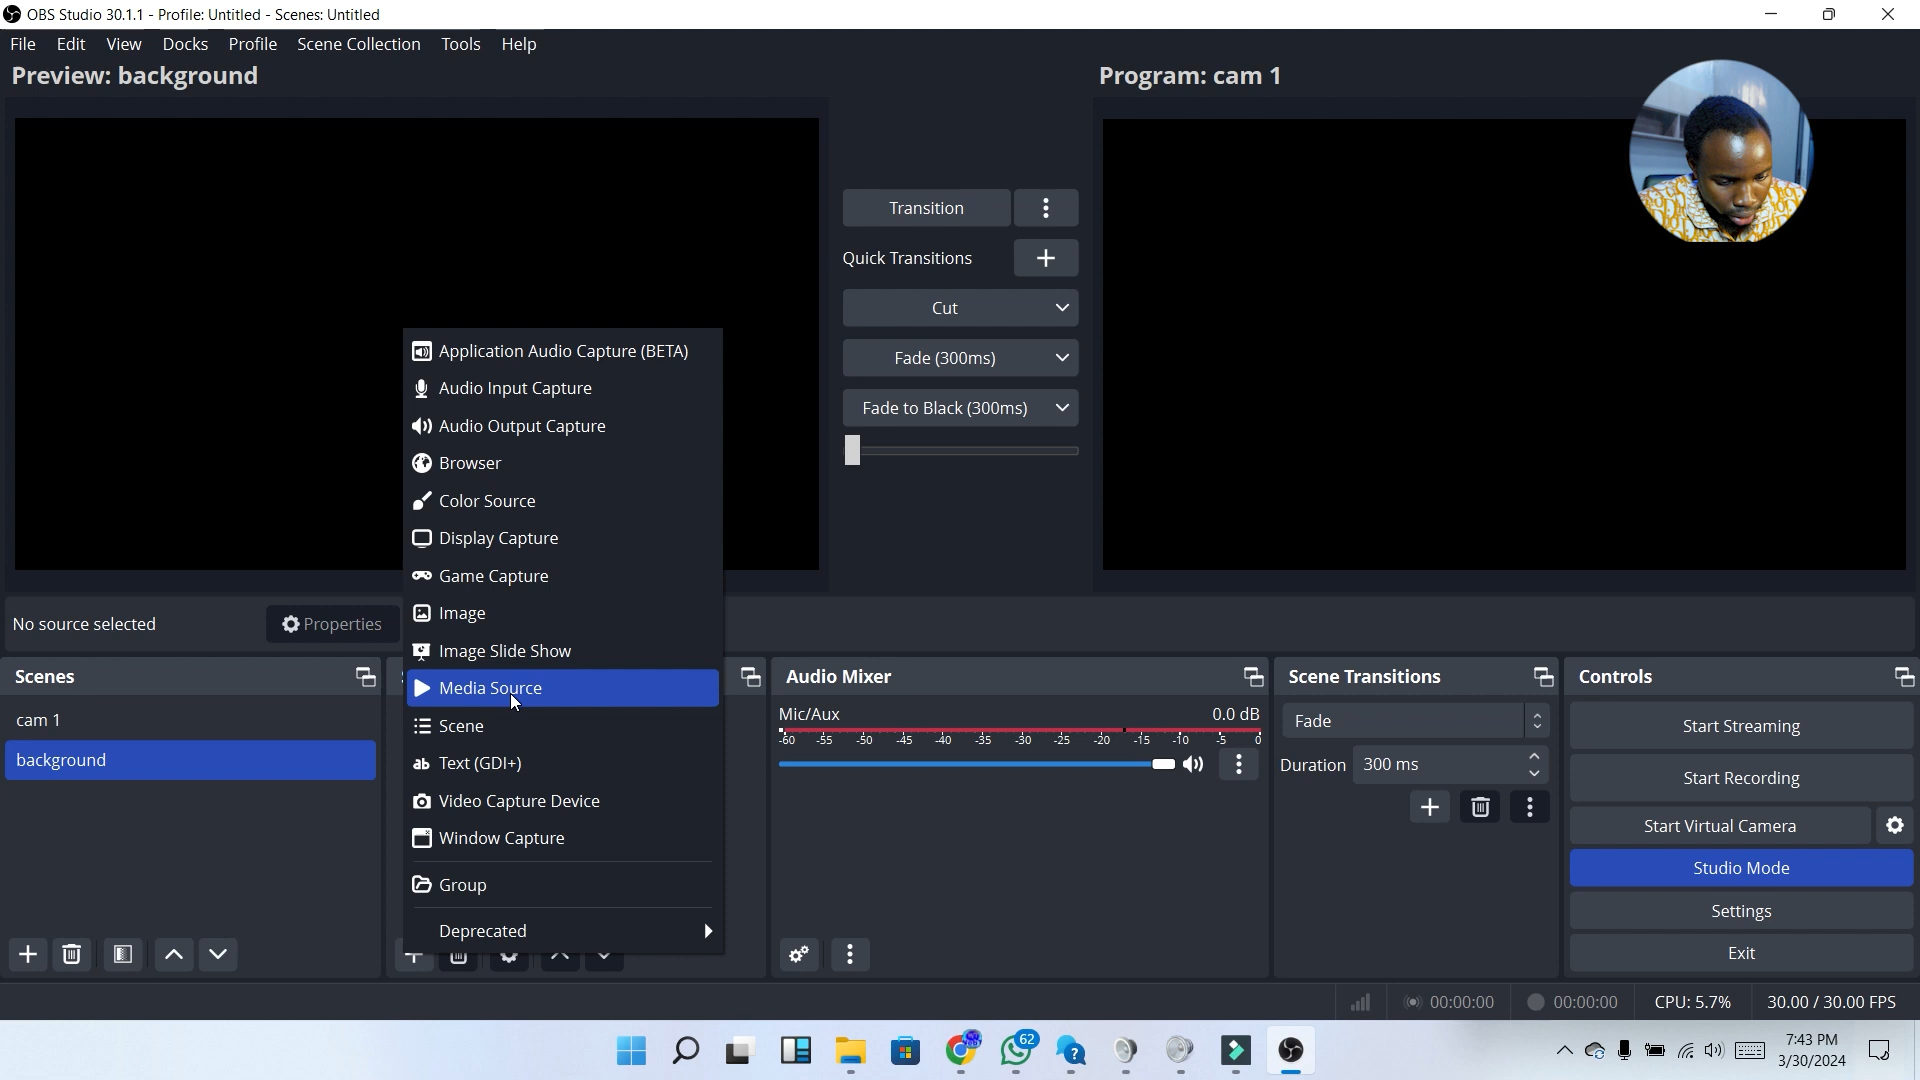 OBS Studio 30.1.1 - Profile: Untitled - Scenes: Untitled
File Edit View Docks Profile Scene Collection Tools Help
Preview: background
Program: cam 1
Transition
Quick Transitions
Cut
Fade (300ms)
Fade to Black (300ms)
Application Audio Capture (BETA)
Audio Input Capture
Audio Output Capture
Browser
Color Source
Display Capture
Game Capture
Image
Image Slide Show
Media Source
Scene
Text (GDI+)
Video Capture Device
Window Capture
Group
Deprecated
No source selected
Properties
Scenes
cam 1
background
Audio Mixer
Mic/Aux 0.0 dB
-60 -55 -50 -45 -40 -35 -30 -25 -20 -15 -10 -5 0
Scene Transitions
Fade
Duration 300 ms
Controls
Start Streaming
Start Recording
Start Virtual Camera
Studio Mode
Settings
Exit
00:00:00 00:00:00 CPU: 5.7% 30.00 / 30.00 FPS
62
7:43 PM
3/30/2024